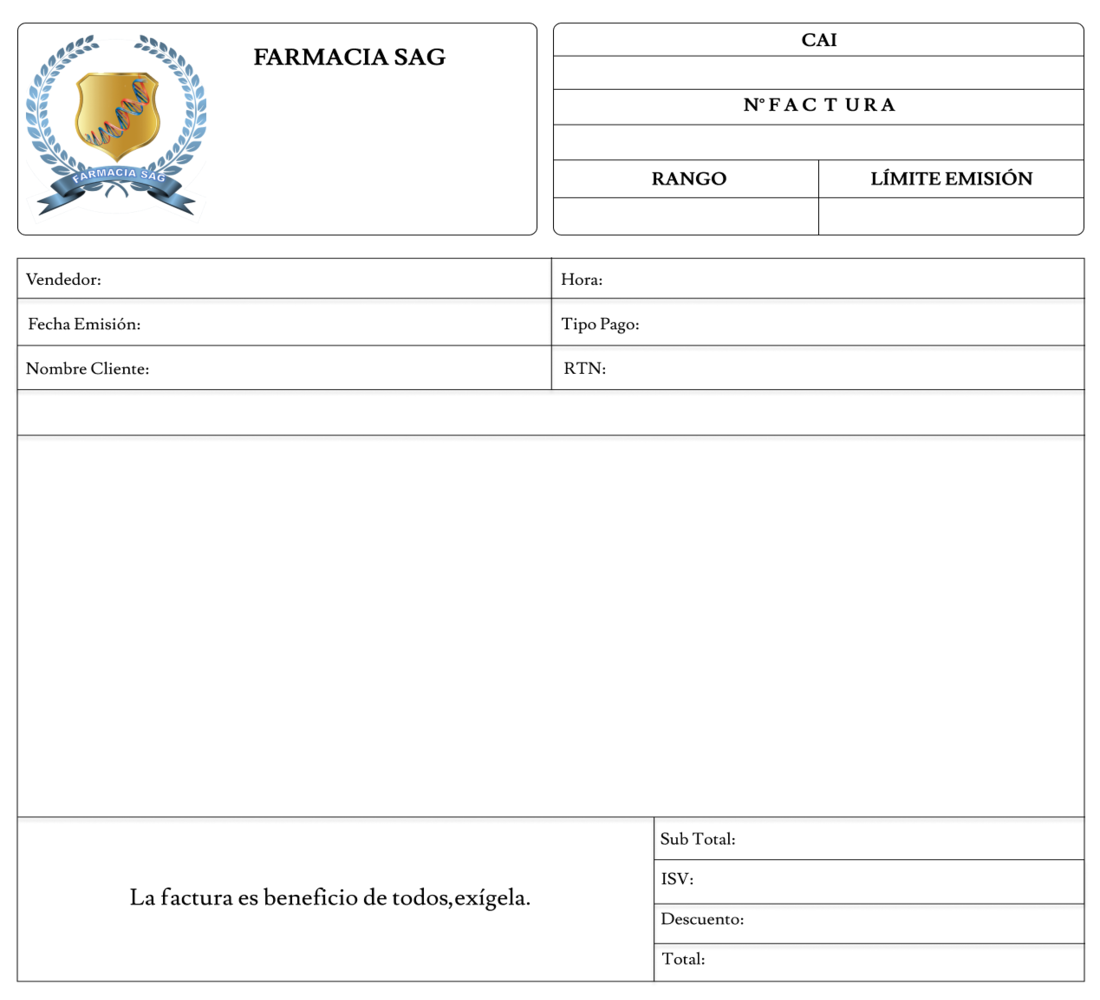 FARMACIA SAG
FARMACIA SAG
CAI
N° F A C T U R A
RANGO
LÍMITE EMISIÓN
Vendedor:
Hora:
Fecha Emisión:
Tipo Pago:
Nombre Cliente:
RTN:
La factura es beneficio de todos,exígela.
Sub Total:
ISV:
Descuento:
Total: